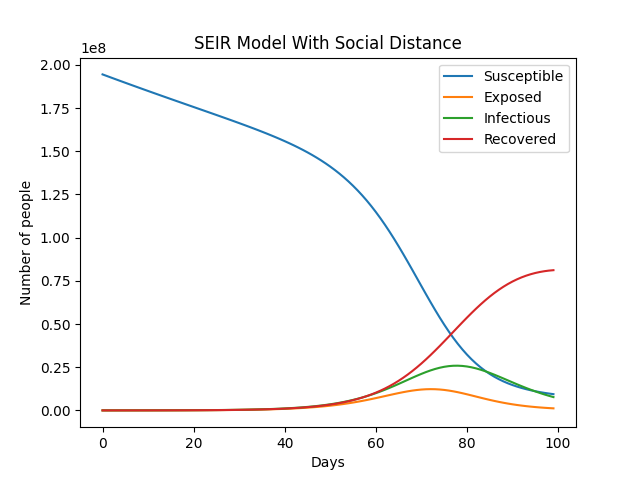 SEIR Model With Social Distance
1e8
2.00
1.75
1.50
1.25
1.00
0.75
0.50
0.25
0.00
Number of people
Susceptible
Exposed
Infectious
Recovered
0 20 40 60 80 100
Days